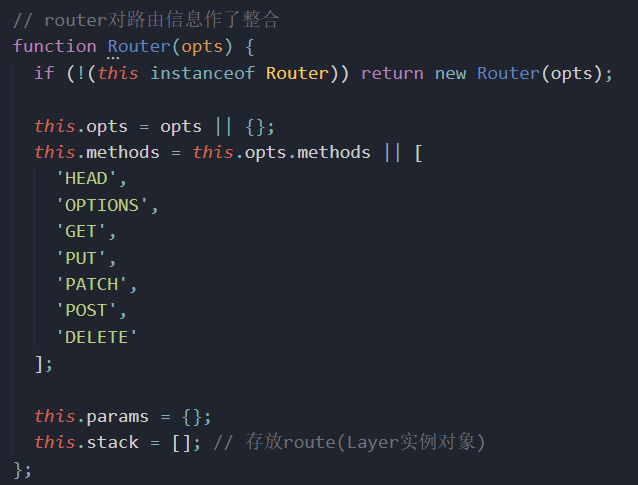 // router对路由信息作了整合
function Router(opts) {
  if (!(this instanceof Router)) return new Router(opts);

  this.opts = opts || {};
  this.methods = this.opts.methods || [
    'HEAD',
    'OPTIONS',
    'GET',
    'PUT',
    'PATCH',
    'POST',
    'DELETE'
  ];

  this.params = {};
  this.stack = []; // 存放route(Layer实例对象)
};